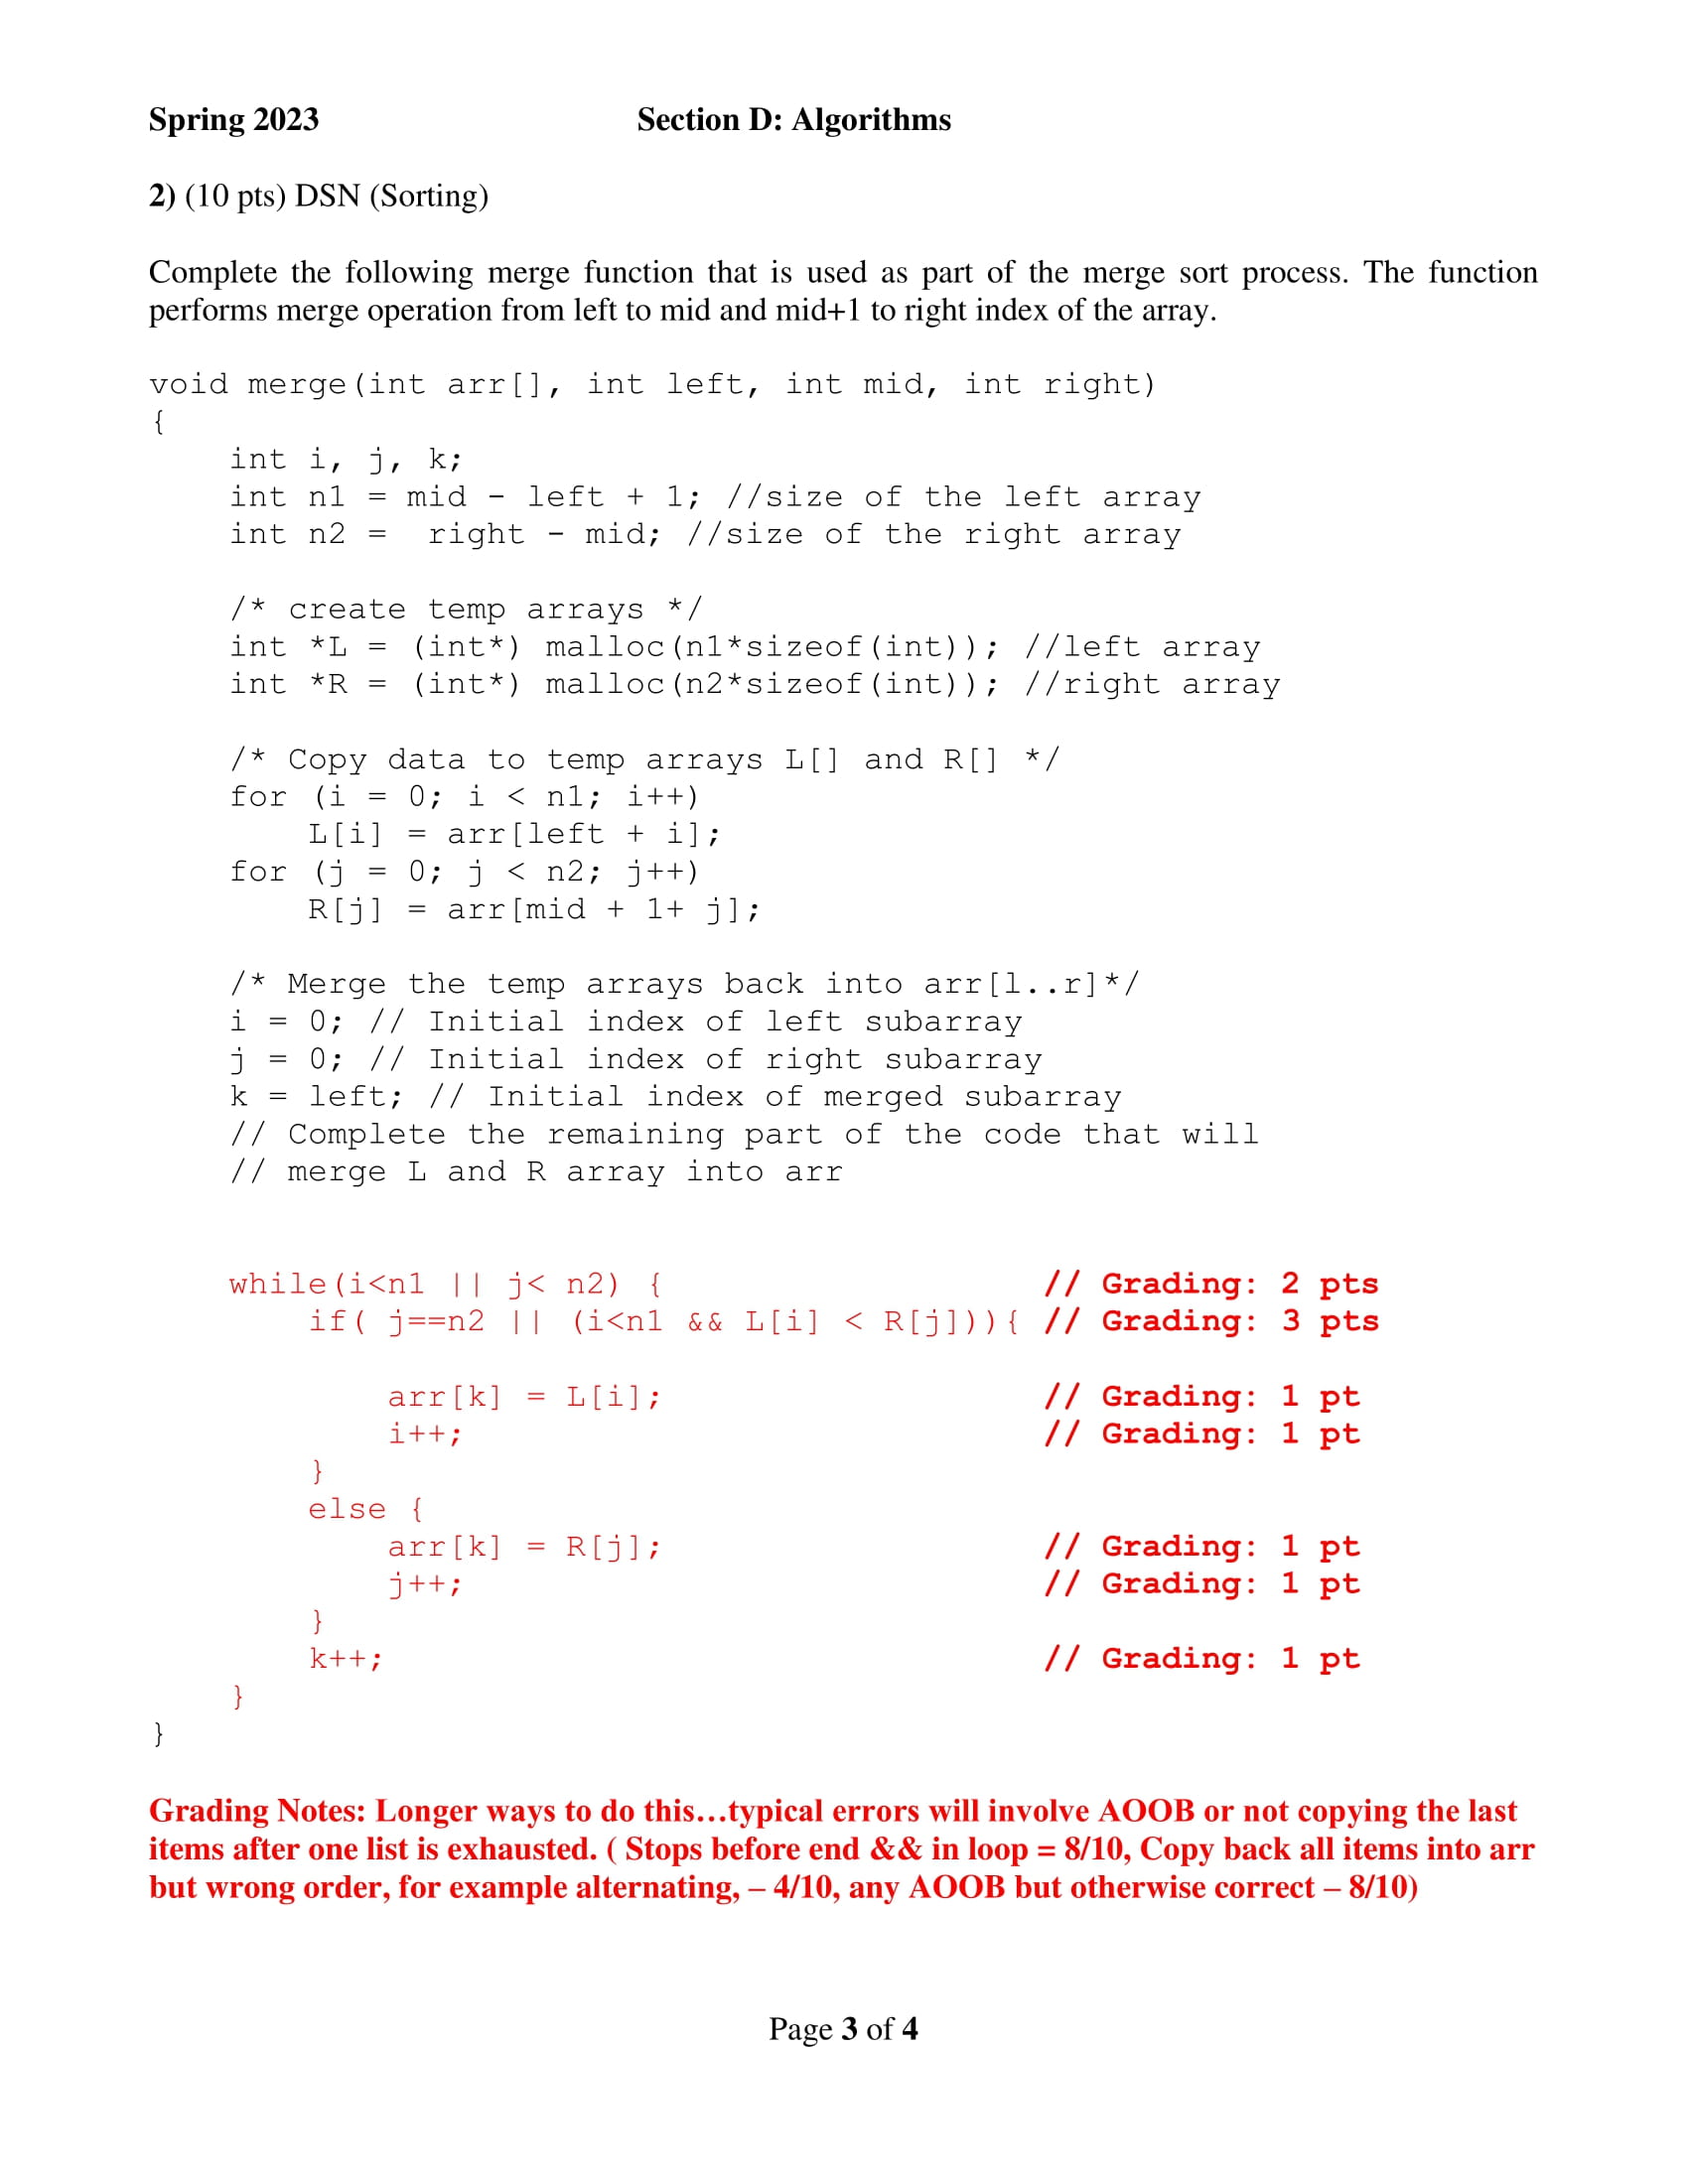 Spring 2023 Section D: Algorithms
2) (10 pts) DSN (Sorting)
Complete the following merge function that is used as part of the merge sort process. The function
performs merge operation from left to mid and mid+1 to right index of the array.
void merge(int arr[], int left, int mid, int right)
{
    int i, j, k;
    int n1 = mid - left + 1; //size of the left array
    int n2 =  right - mid; //size of the right array
    /* create temp arrays */
    int *L = (int*) malloc(n1*sizeof(int)); //left array
    int *R = (int*) malloc(n2*sizeof(int)); //right array
    /* Copy data to temp arrays L[] and R[] */
    for (i = 0; i < n1; i++)
        L[i] = arr[left + i];
    for (j = 0; j < n2; j++)
        R[j] = arr[mid + 1+ j];
    /* Merge the temp arrays back into arr[l..r]*/
    i = 0; // Initial index of left subarray
    j = 0; // Initial index of right subarray
    k = left; // Initial index of merged subarray
    // Complete the remaining part of the code that will
    // merge L and R array into arr
    while(i<n1 || j< n2) { // Grading: 2 pts
        if( j==n2 || (i<n1 && L[i] < R[j])){ // Grading: 3 pts
            arr[k] = L[i]; // Grading: 1 pt
            i++; // Grading: 1 pt
        }
        else {
            arr[k] = R[j]; // Grading: 1 pt
            j++; // Grading: 1 pt
        }
        k++; // Grading: 1 pt
    }
}
Grading Notes: Longer ways to do this…typical errors will involve AOOB or not copying the last
items after one list is exhausted. ( Stops before end && in loop = 8/10, Copy back all items into arr
but wrong order, for example alternating, – 4/10, any AOOB but otherwise correct – 8/10)
Page 3 of 4